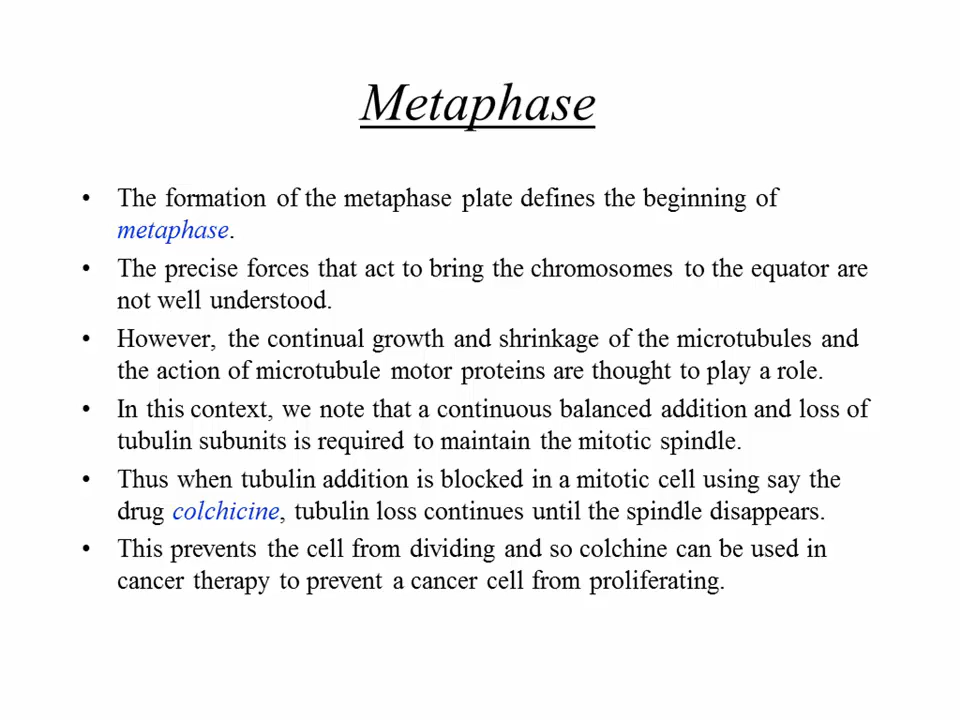 Metaphase
• The formation of the metaphase plate defines the beginning of
metaphase.
• The precise forces that act to bring the chromosomes to the equator are
not well understood.
• However, the continual growth and shrinkage of the microtubules and
the action of microtubule motor proteins are thought to play a role.
• In this context, we note that a continuous balanced addition and loss of
tubulin subunits is required to maintain the mitotic spindle.
• Thus when tubulin addition is blocked in a mitotic cell using say the
drug colchicine, tubulin loss continues until the spindle disappears.
• This prevents the cell from dividing and so colchine can be used in
cancer therapy to prevent a cancer cell from proliferating.